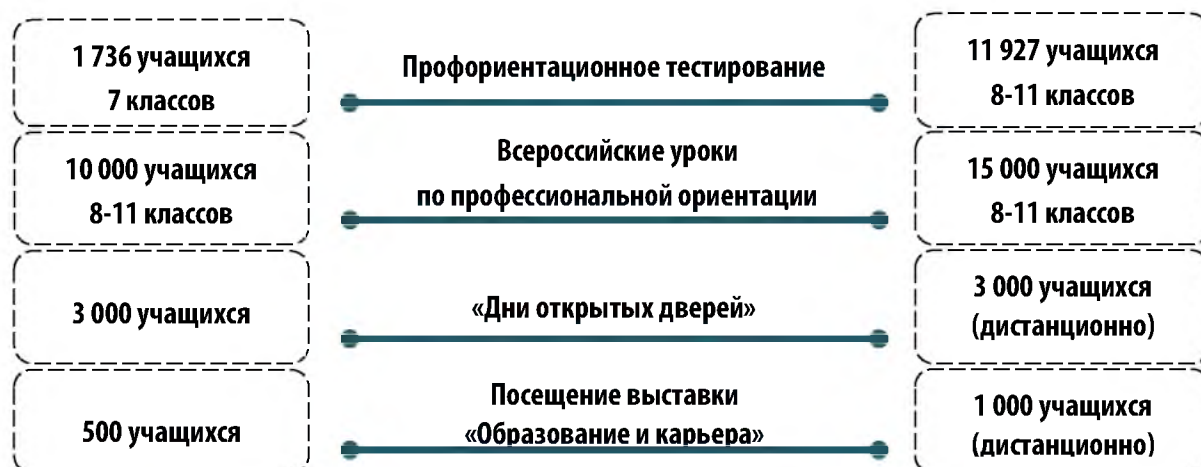 1 736 учащихся
7 классов
Профориентационное тестирование
11 927 учащихся
8-11 классов
10 000 учащихся
8-11 классов
Всероссийские уроки
по профессиональной ориентации
15 000 учащихся
8-11 классов
3 000 учащихся
«Дни открытых дверей»
3 000 учащихся
(дистанционно)
500 учащихся
Посещение выставки
«Образование и карьера»
1 000 учащихся
(дистанционно)